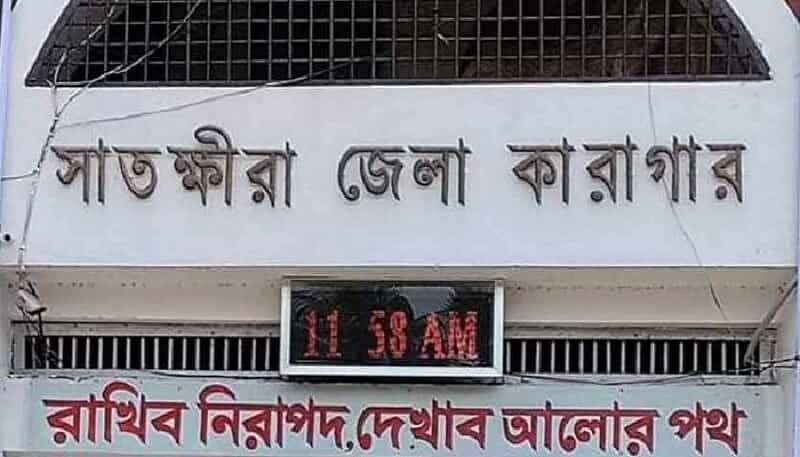 সাতক্ষীরা জেলা কারাগার
11 58 AM
রাখিব নিরাপদ, দেখাব আলোর পথ